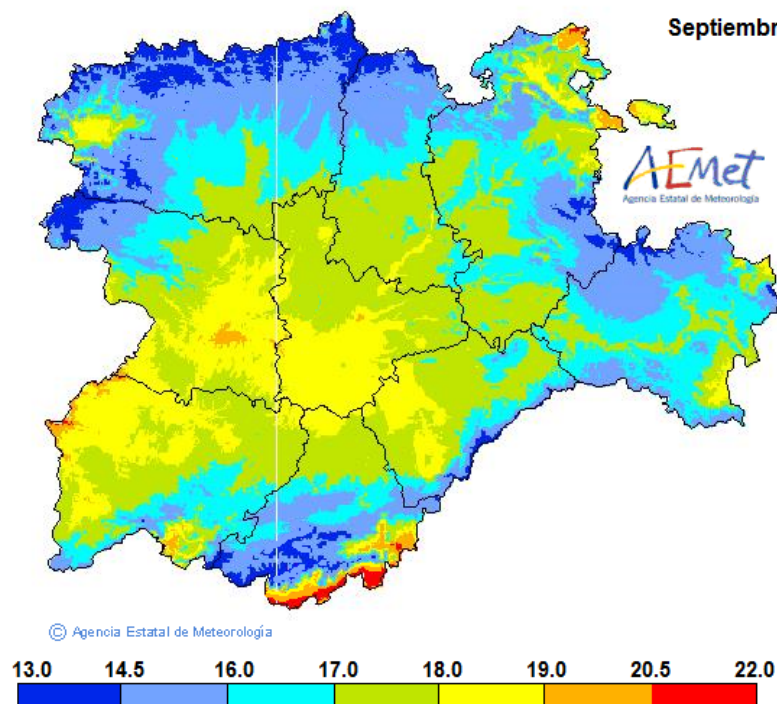 Septiembr
AEMet
Agencia Estatal de Meteorología
© Agencia Estatal de Meteorología
13.0 14.5 16.0 17.0 18.0 19.0 20.5 22.0